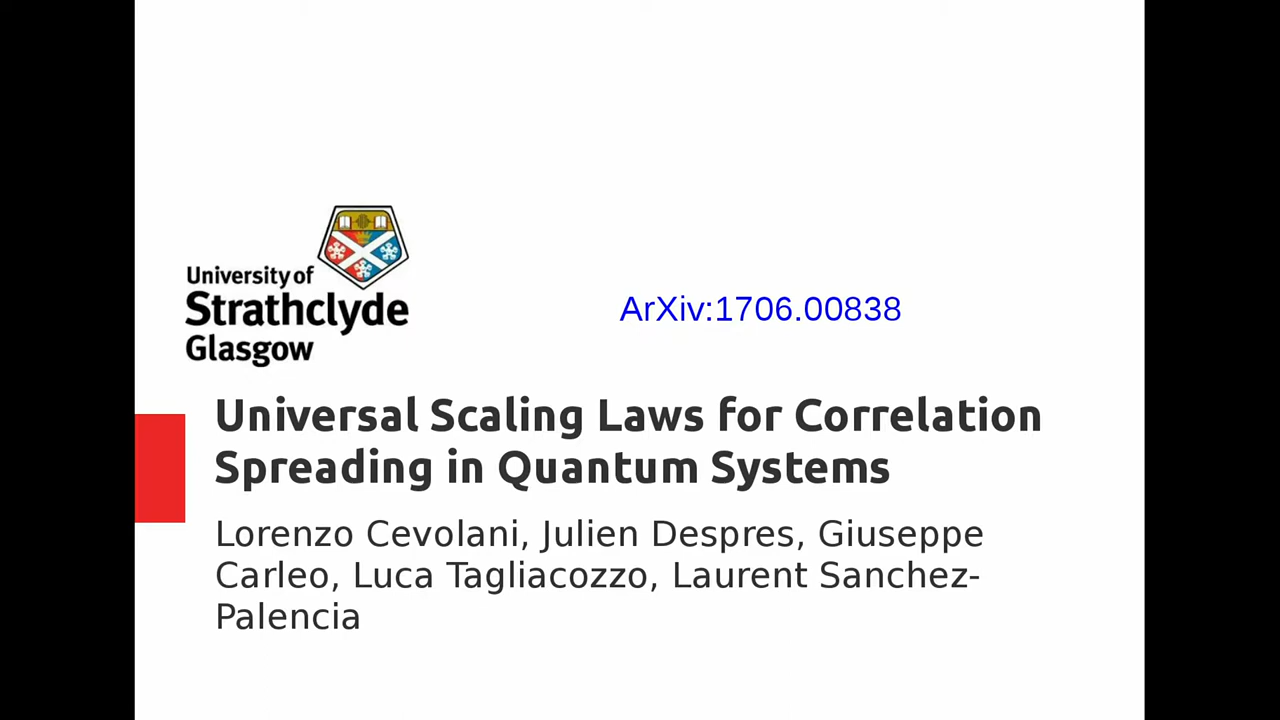 University of
Strathclyde
Glasgow
ArXiv:1706.00838
Universal Scaling Laws for Correlation
Spreading in Quantum Systems
Lorenzo Cevolani, Julien Despres, Giuseppe
Carleo, Luca Tagliacozzo, Laurent Sanchez-
Palencia